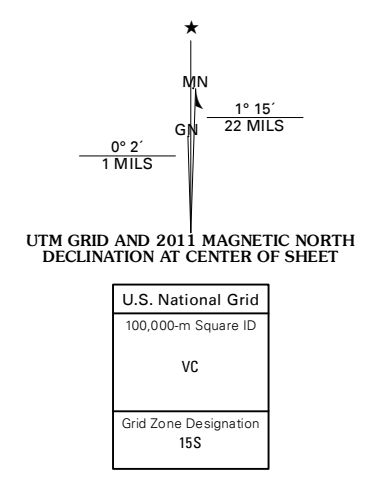 ★
MN
1° 15´
22 MILS
GN
0° 2´
1 MILS
UTM GRID AND 2011 MAGNETIC NORTH
DECLINATION AT CENTER OF SHEET
U.S. National Grid
100,000-m Square ID
VC
Grid Zone Designation
15S